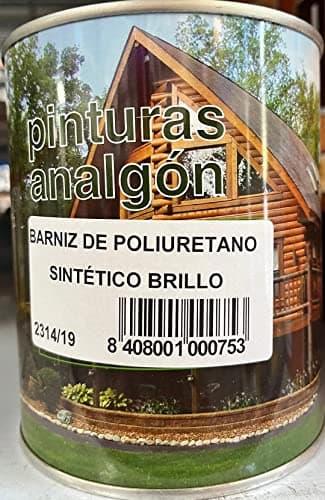 pinturas
analgón
BARNIZ DE POLIURETANO
SINTÉTICO BRILLO
2314/19
8 408001 000753